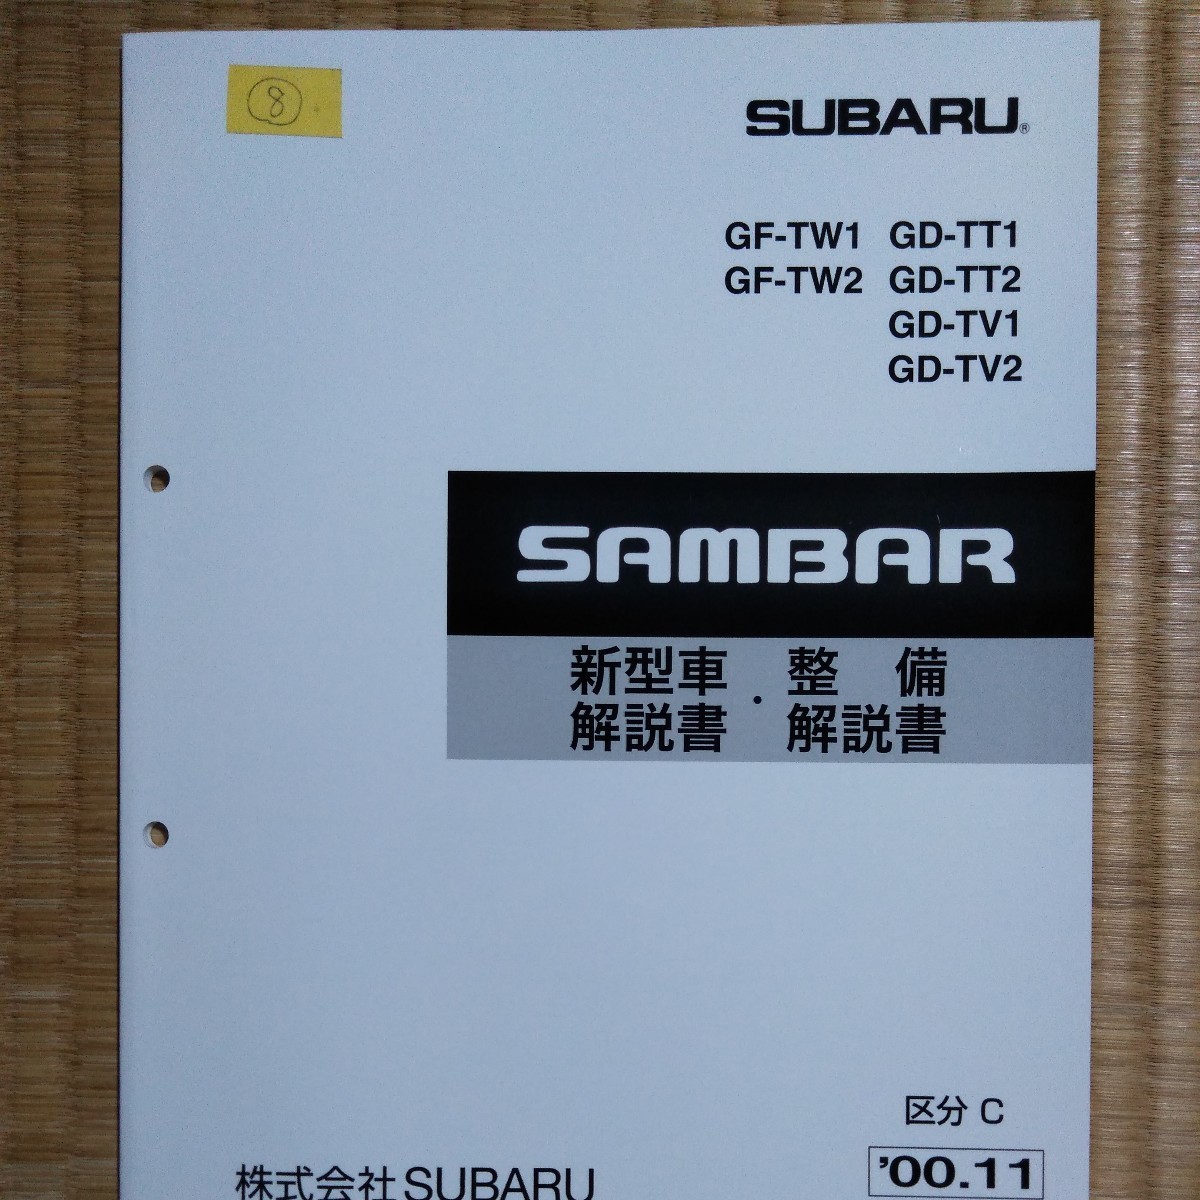 ⑧
SUBARU®
GF-TW1 GD-TT1
GF-TW2 GD-TT2
GD-TV1
GD-TV2
SAMBAR
新型車 整備
解説書・解説書
区分 C
'00.11
株式会社SUBARU